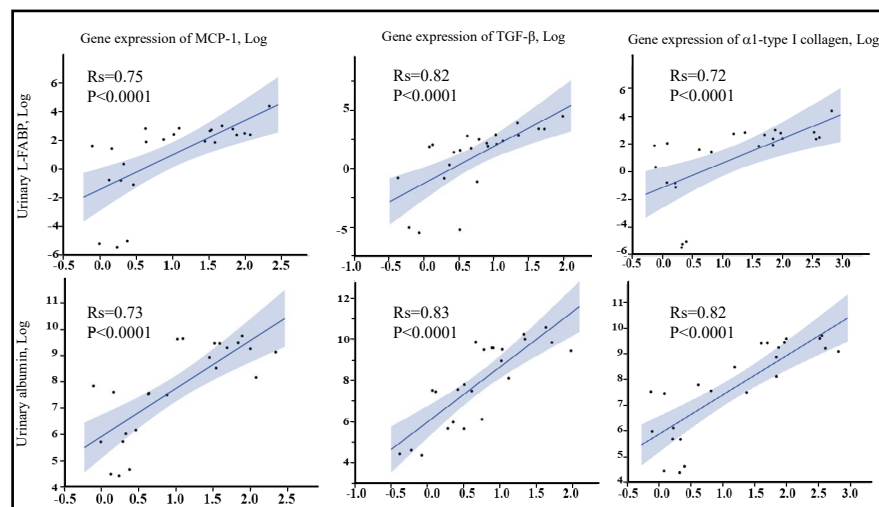 Gene expression of MCP-1, Log
Gene expression of TGF-β, Log
Gene expression of α1-type I collagen, Log
Urinary L-FABP, Log
Rs=0.75
P<0.0001
6
4
2
0
-2
-4
-6
-0.5 0.0 0.5 1.0 1.5 2.0 2.5
Rs=0.82
P<0.0001
5
0
-5
-1.0 -0.5 0.0 0.5 1.0 1.5 2.0
Rs=0.72
P<0.0001
6
4
2
0
-2
-4
-6
-0.5 0.0 0.5 1.0 1.5 2.0 2.5 3.0
Urinary albumin, Log
Rs=0.73
P<0.0001
11
10
9
8
7
6
5
4
-0.5 0.0 0.5 1.0 1.5 2.0 2.5
Rs=0.83
P<0.0001
12
10
8
6
4
-1.0 -0.5 0.0 0.5 1.0 1.5 2.0
Rs=0.82
P<0.0001
11
10
9
8
7
6
5
4
-0.5 0.0 0.5 1.0 1.5 2.0 2.5 3.0